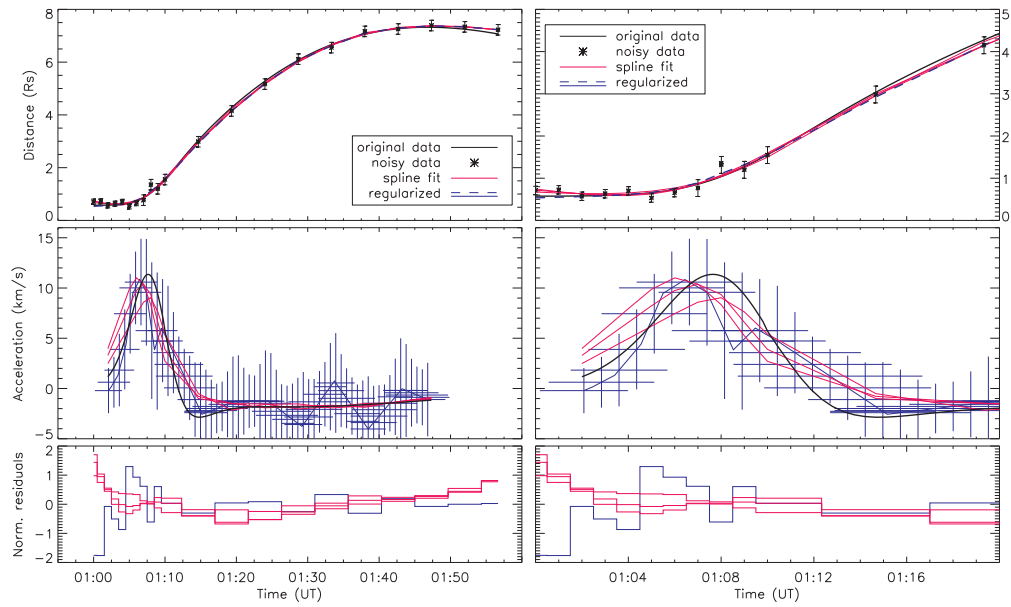 8
6
4
2
0
Distance (Rs)
original data
noisy data
spline fit
regularized
original data
noisy data
spline fit
regularized
5
4
3
2
1
0
15
10
5
0
-5
Acceleration (km/s)
2
1
0
-1
-2
Norm. residuals
01:00 01:10 01:20 01:30 01:40 01:50
Time (UT)
01:04 01:08 01:12 01:16
Time (UT)